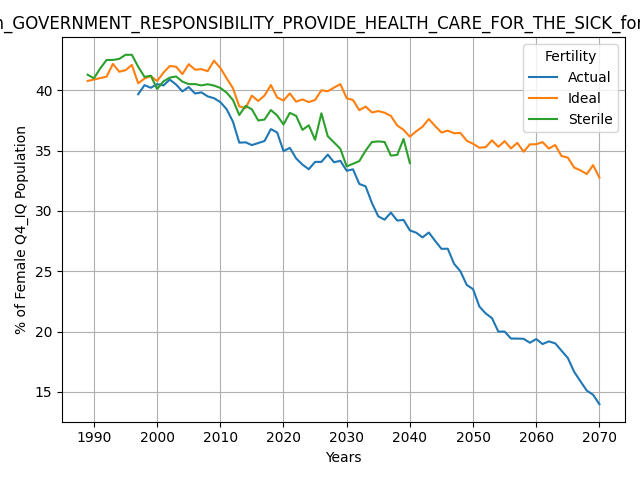 _GOVERNMENT_RESPONSIBILITY_PROVIDE_HEALTH_CARE_FOR_THE_SICK_for
Fertility
Actual
Ideal
Sterile
% of Female Q4_IQ Population
40
35
30
25
20
15
1990 2000 2010 2020 2030 2040 2050 2060 2070
Years